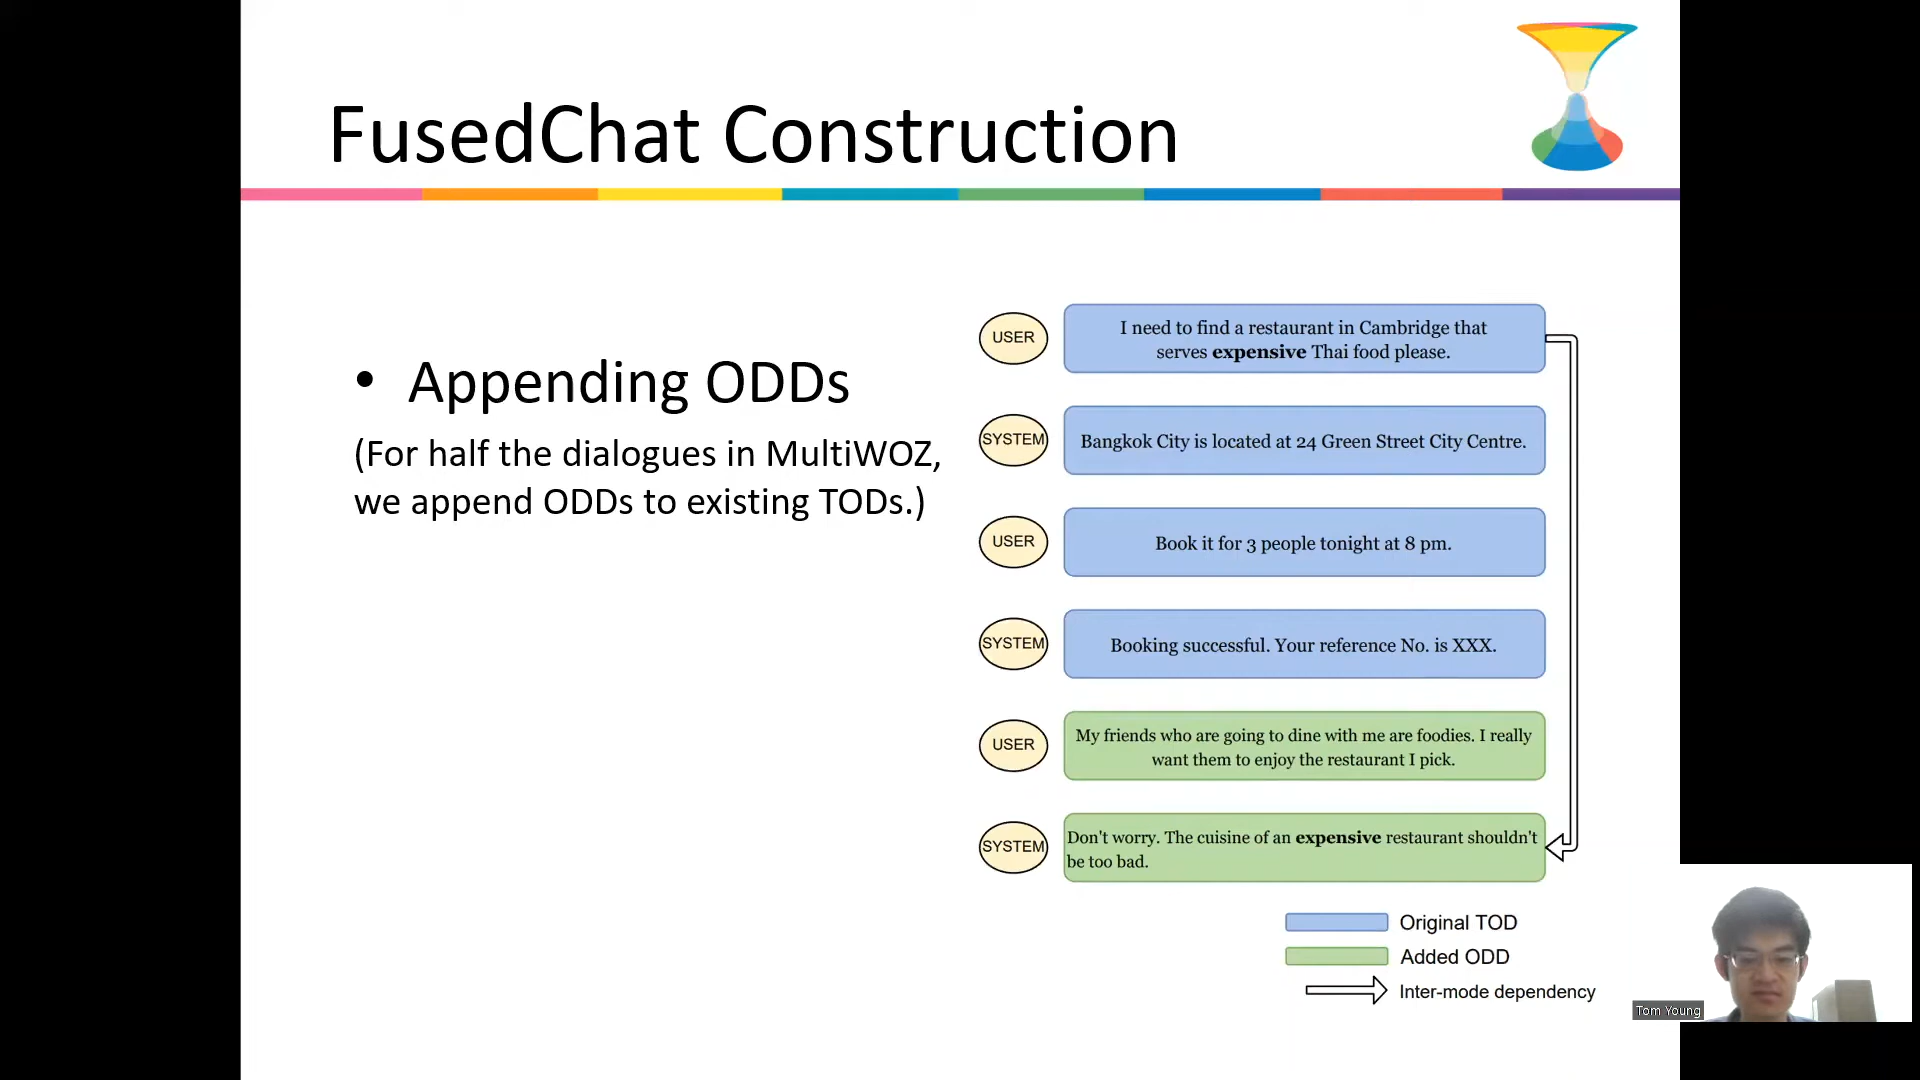 FusedChat Construction
• Appending ODDs
(For half the dialogues in MultiWOZ,
we append ODDs to existing TODs.)
USER
I need to find a restaurant in Cambridge that
serves expensive Thai food please.
SYSTEM
Bangkok City is located at 24 Green Street City Centre.
USER
Book it for 3 people tonight at 8 pm.
SYSTEM
Booking successful. Your reference No. is XXX.
USER
My friends who are going to dine with me are foodies. I really
want them to enjoy the restaurant I pick.
SYSTEM
Don't worry. The cuisine of an expensive restaurant shouldn't
be too bad.
Original TOD
Added ODD
Inter-mode dependency
Tom Young